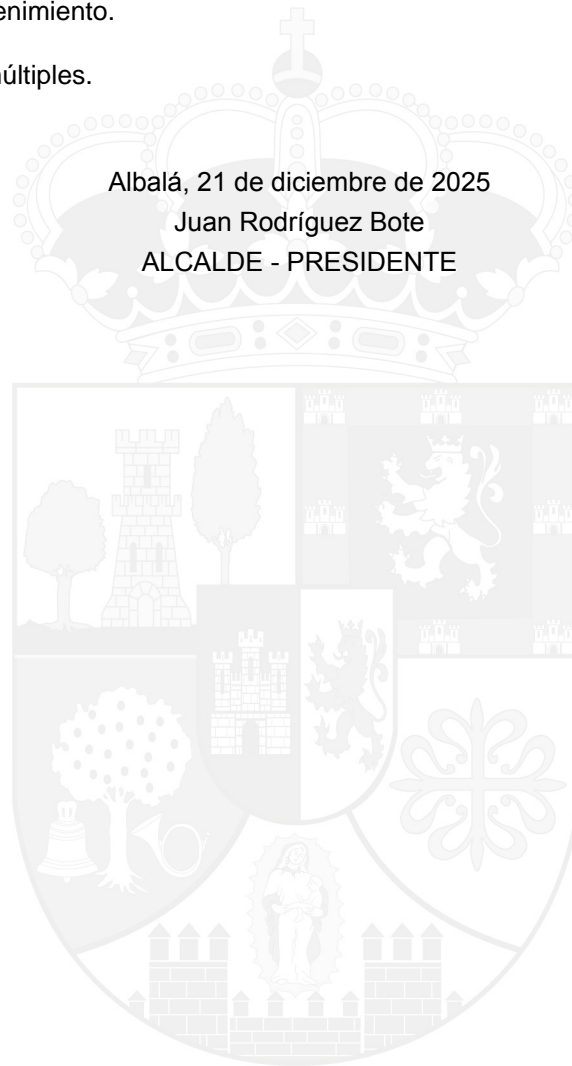 enimiento.
últiples.
Albalá, 21 de diciembre de 2025
Juan Rodríguez Bote
ALCALDE - PRESIDENTE